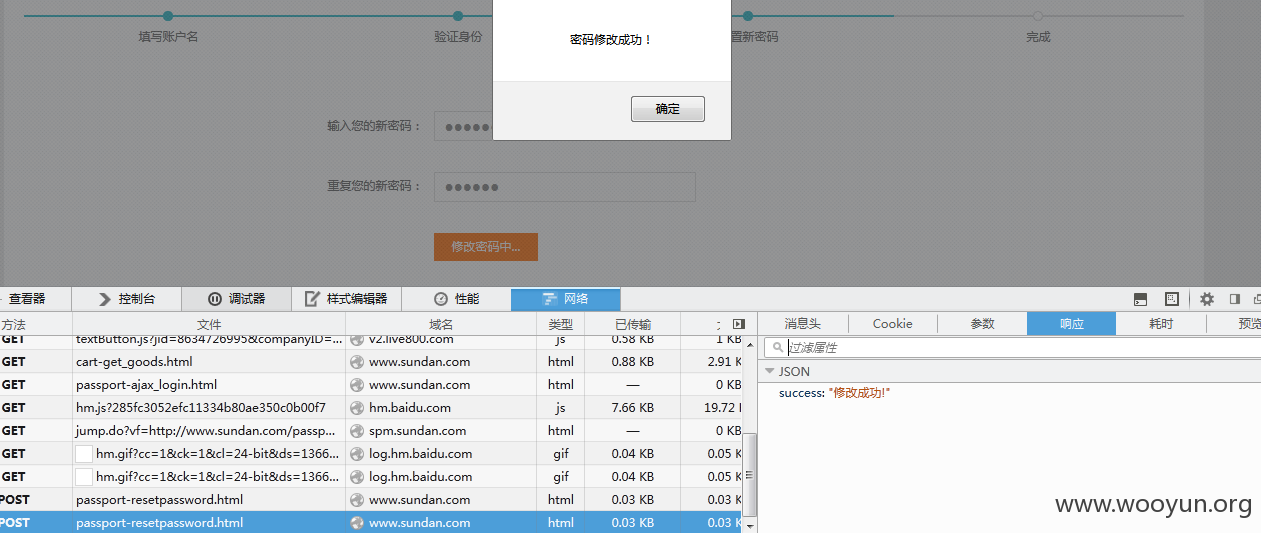 密码修改成功！
确定
填写账户名 验证身份 置新密码 完成
输入您的新密码： ●●●●●
重复您的新密码： ●●●●●●
修改密码中...
查看器 控制台 调试器 样式编辑器 性能 网络
方法 文件 域名 类型 已传输
GET textButton.js?jid=8634726995&companyID=... v2.live800.com js 0.58 KB 1 KB
GET cart-get_goods.html www.sundan.com html 0.88 KB 2.91 K
GET passport-ajax_login.html www.sundan.com html — 0 KB
GET hm.js?285fc3052efc11334b80ae350c0b00f7 hm.baidu.com js 7.66 KB 19.72
GET jump.do?vf=http://www.sundan.com/passp... spm.sundan.com html — 0 KB
GET hm.gif?cc=1&ck=1&cl=24-bit&ds=1366... log.hm.baidu.com gif 0.04 KB 0.05 K
GET hm.gif?cc=1&ck=1&cl=24-bit&ds=1366... log.hm.baidu.com gif 0.04 KB 0.05 K
POST passport-resetpassword.html www.sundan.com html 0.03 KB 0.03 K
POST passport-resetpassword.html www.sundan.com html 0.03 KB 0.03 K
消息头 Cookie 参数 响应 耗时 预览
过滤属性
JSON
success: "修改成功!"
www.wooyun.org